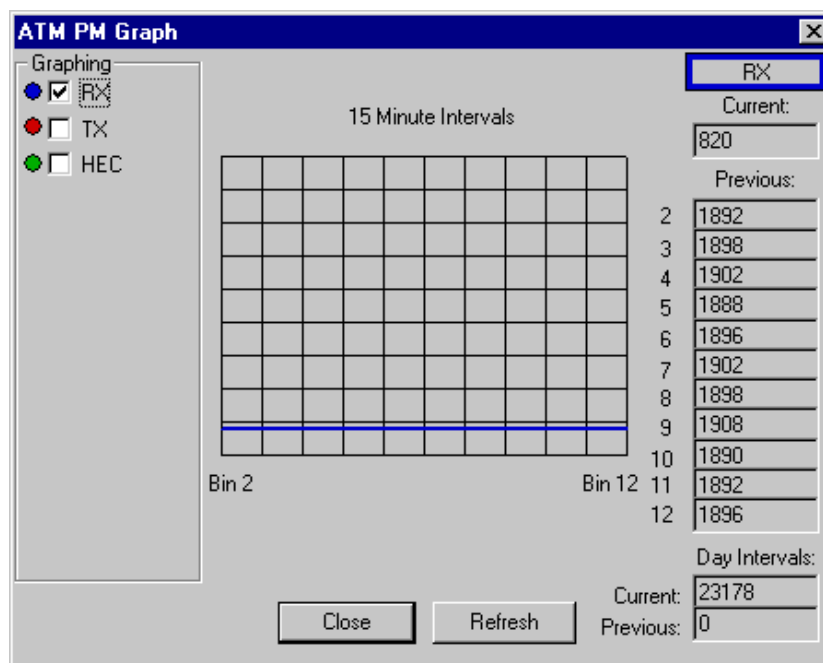 ATM PM Graph
Graphing
RX
TX
HEC
15 Minute Intervals
Bin 2
Bin 12
RX
Current:
820
Previous:
2 1892
3 1898
4 1902
5 1888
6 1896
7 1902
8 1898
9 1908
10 1890
11 1892
12 1896
Day Intervals:
Current: 23178
Previous: 0
Close
Refresh